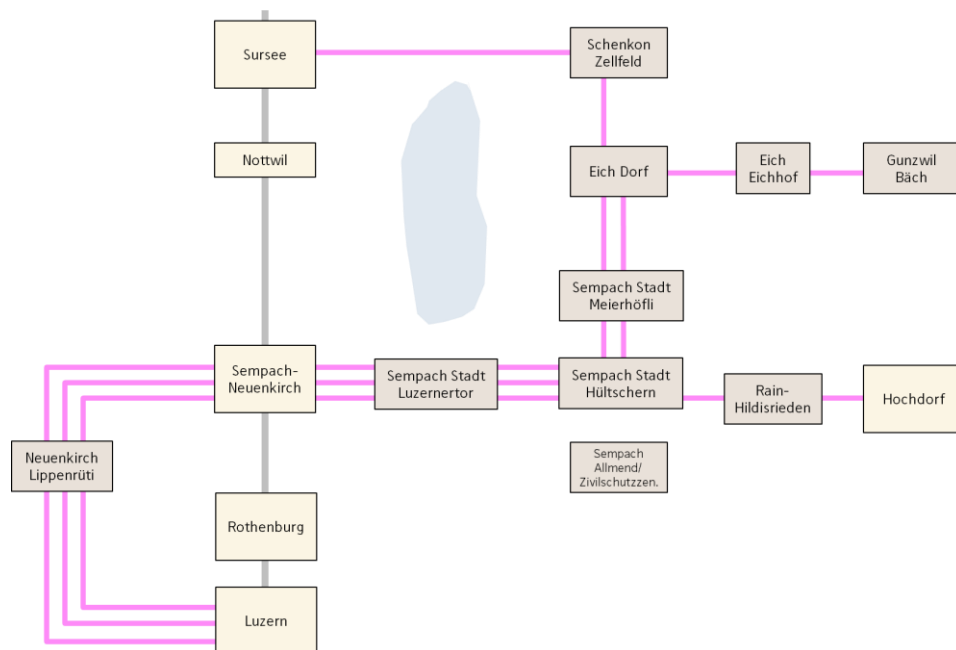 Sursee
Schenkon
Zellfeld
Nottwil
Eich Dorf
Eich
Eichhof
Gunzwil
Bäch
Sempach Stadt
Meierhöfli
Sempach-
Neuenkirch
Sempach Stadt
Luzernertor
Sempach Stadt
Hültschern
Rain-
Hildisrieden
Hochdorf
Neuenkirch
Lippenrüti
Sempach
Allmend/
Zivilschutzzen.
Rothenburg
Luzern